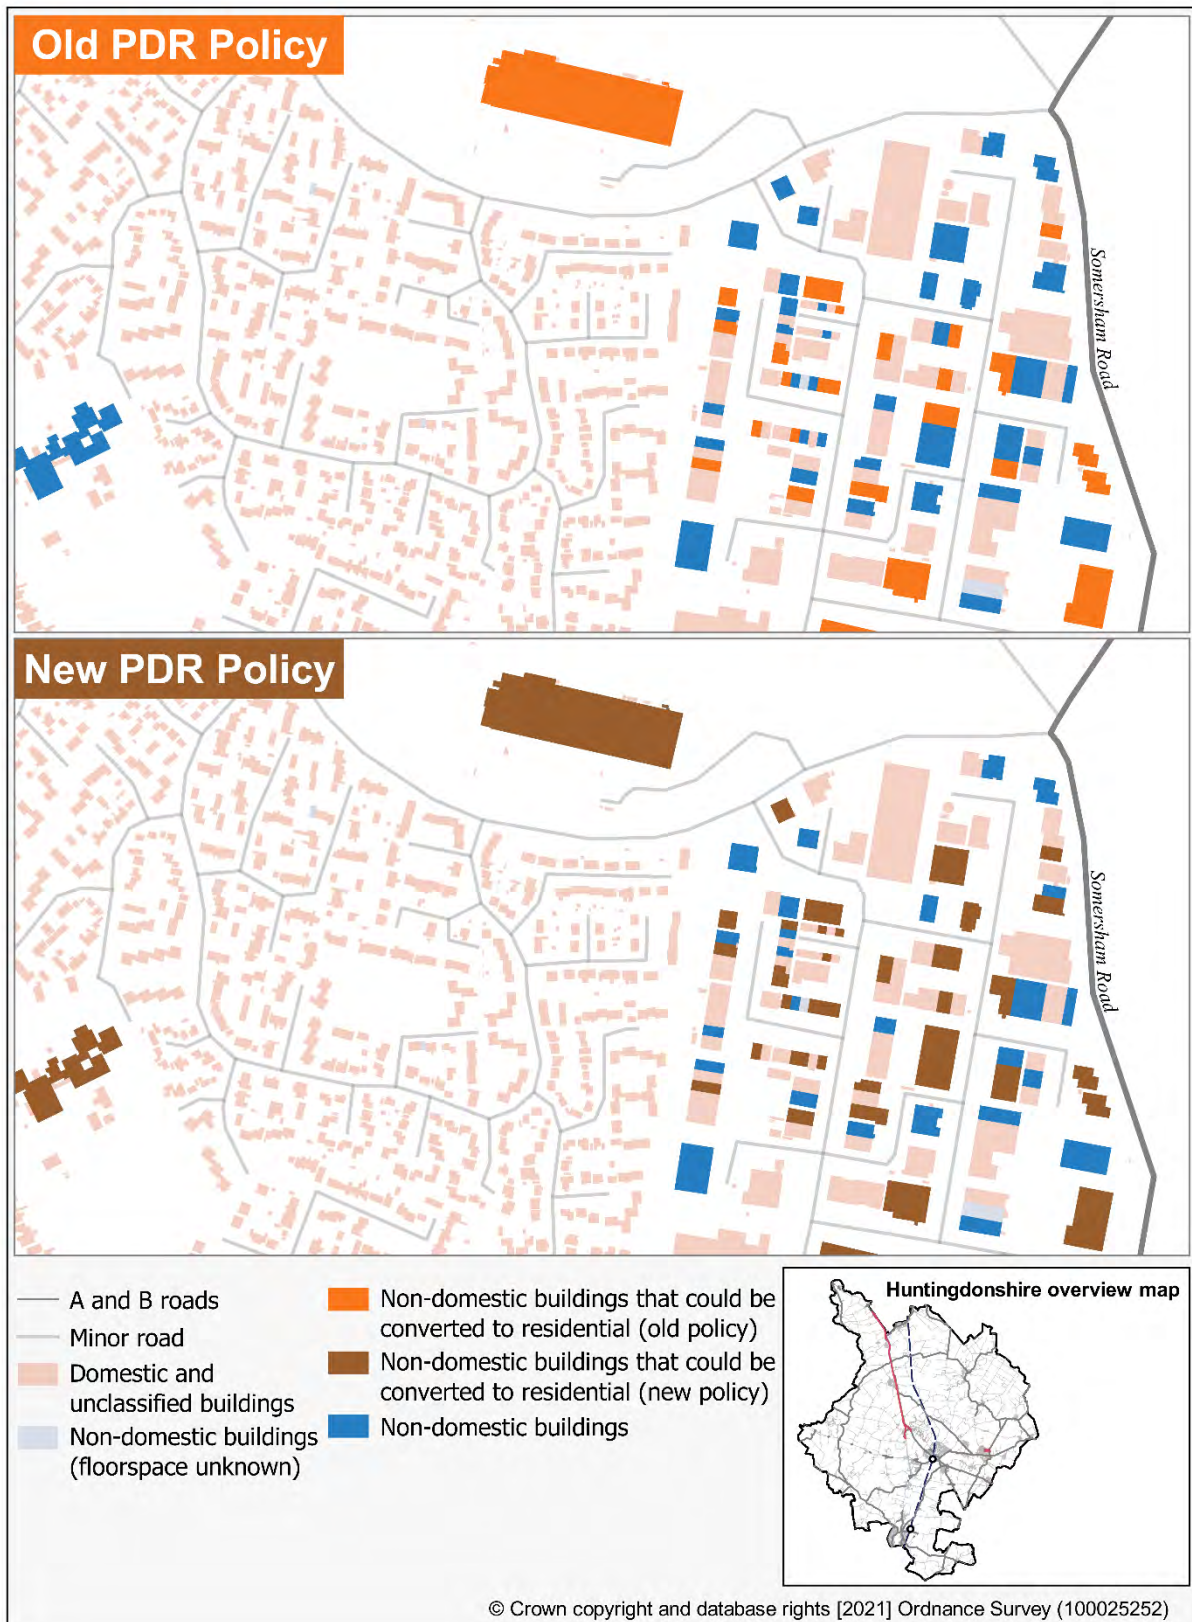 Old PDR Policy
Somersham Road
New PDR Policy
Somersham Road
A and B roads
Minor road
Domestic and
unclassified buildings
Non-domestic buildings
(floorspace unknown)
Non-domestic buildings that could be
converted to residential (old policy)
Non-domestic buildings that could be
converted to residential (new policy)
Non-domestic buildings
Huntingdonshire overview map
© Crown copyright and database rights [2021] Ordnance Survey (100025252)